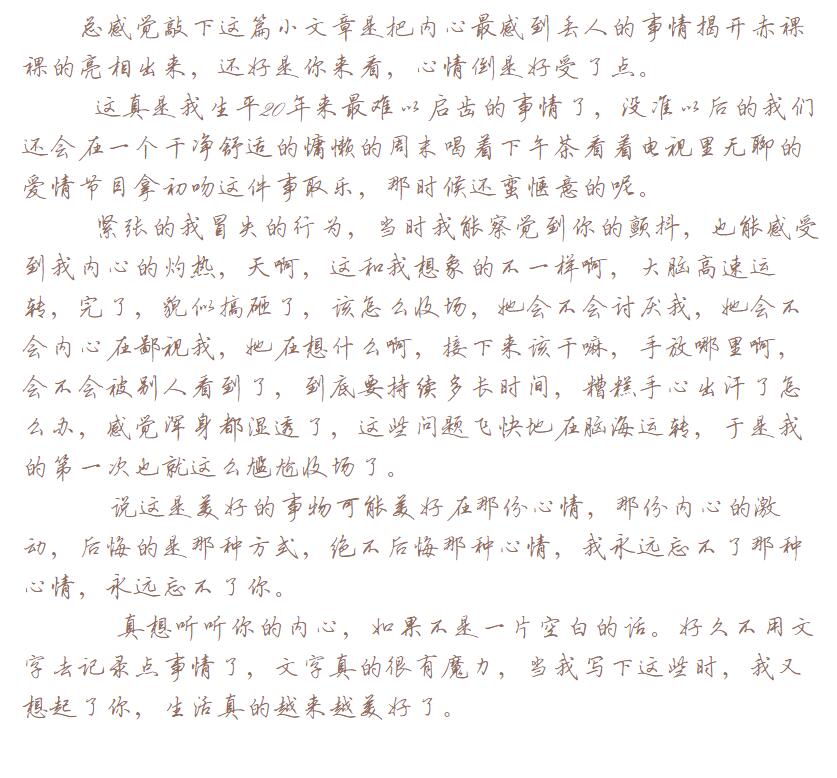 总感觉敲下这篇小文章是把内心最感到丢人的事情揭开赤裸
裸的亮相出来，还好是你来看，心情倒是好受了点。
这真是我生平20年来最难以启齿的事情了，没准以后的我们
还会在一个干净舒适的慵懒的周末喝着下午茶看着电视里无聊的
爱情节目拿初吻这件事取乐，那时候还蛮惬意的呢。
紧张的我冒失的行为，当时我能察觉到你的颤抖，也能感受
到我内心的灼热，天啊，这和我想象的不一样啊，大脑高速运
转，完了，貌似搞砸了，该怎么收场，她会不会讨厌我，她会不
会内心在鄙视我，她在想什么啊，接下来该干嘛，手放哪里啊，
会不会被别人看到了，到底要持续多长时间，糟糕手心出汗了怎
么办，感觉浑身都湿透了，这些问题飞快地在脑海运转，于是我
的第一次也就这么尴尬收场了。
说这是美好的事物可能美好在那份心情，那份内心的激
动，后悔的是那种方式，绝不后悔那种心情，我永远忘不了那种
心情，永远忘不了你。
真想听听你的内心，如果不是一片空白的话。好久不用文
字去记录点事情了，文字真的很有魔力，当我写下这些时，我又
想起了你，生活真的越来越美好了。